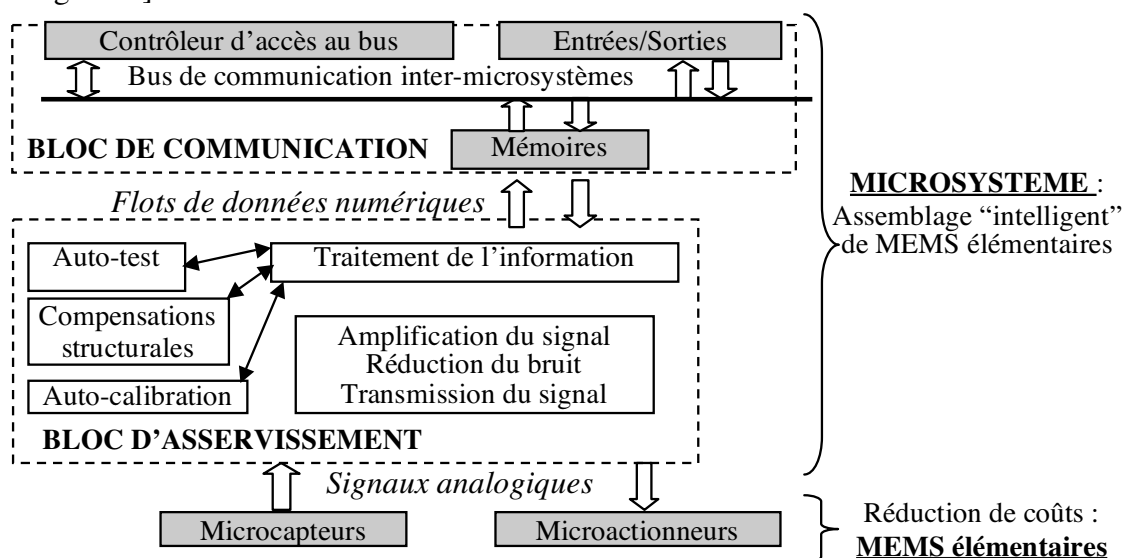 Contrôleur d'accès au bus
Entrées/Sorties
Bus de communication inter-microsystèmes
BLOC DE COMMUNICATION
Mémoires
Flots de données numériques
MICROSYSTEME :
Assemblage “intelligent”
de MEMS élémentaires
Auto-test
Traitement de l'information
Compensations
structurales
Amplification du signal
Réduction du bruit
Transmission du signal
Auto-calibration
BLOC D'ASSERVISSEMENT
Signaux analogiques
Microcapteurs
Microactionneurs
Réduction de coûts :
MEMS élémentaires